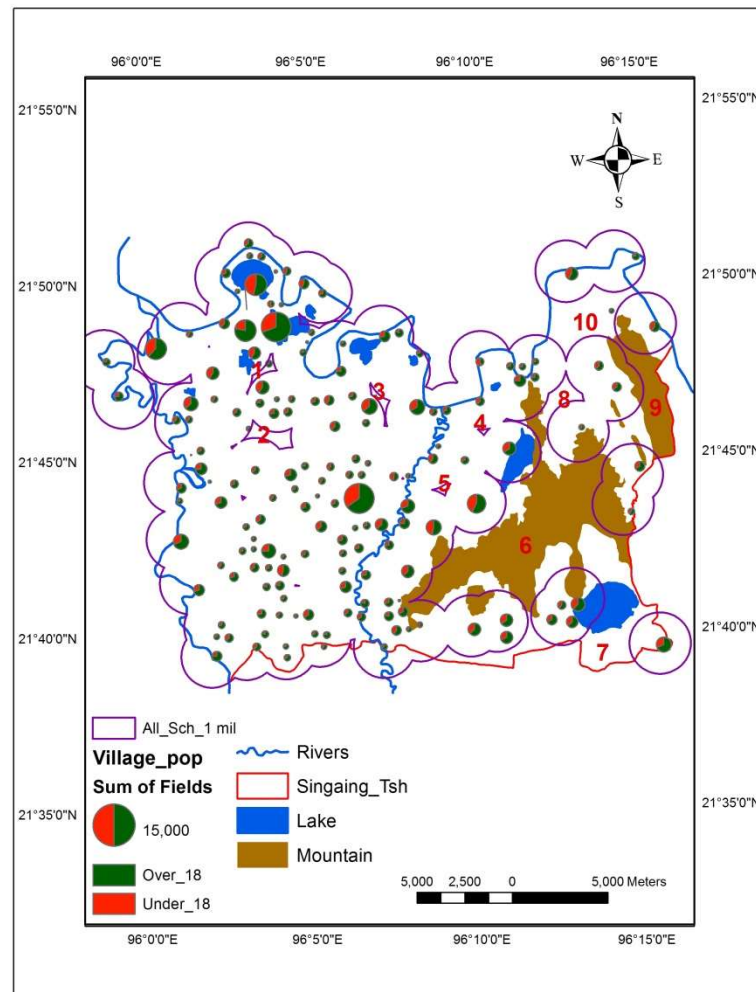 96°0'0"E 96°5'0"E 96°10'0"E 96°15'0"E
21°55'0"N 21°55'0"N
N
W E
S
21°50'0"N 21°50'0"N
10
1
3
8
9
2
4
21°45'0"N 21°45'0"N
5
6
21°40'0"N 21°40'0"N
7
All_Sch_1 mil
Village_pop
Rivers
Sum of Fields
Singaing_Tsh
15,000
21°35'0"N 21°35'0"N
Lake
Over_18
Mountain
Under_18
5,000 2,500 0 5,000 Meters
96°0'0"E 96°5'0"E 96°10'0"E 96°15'0"E